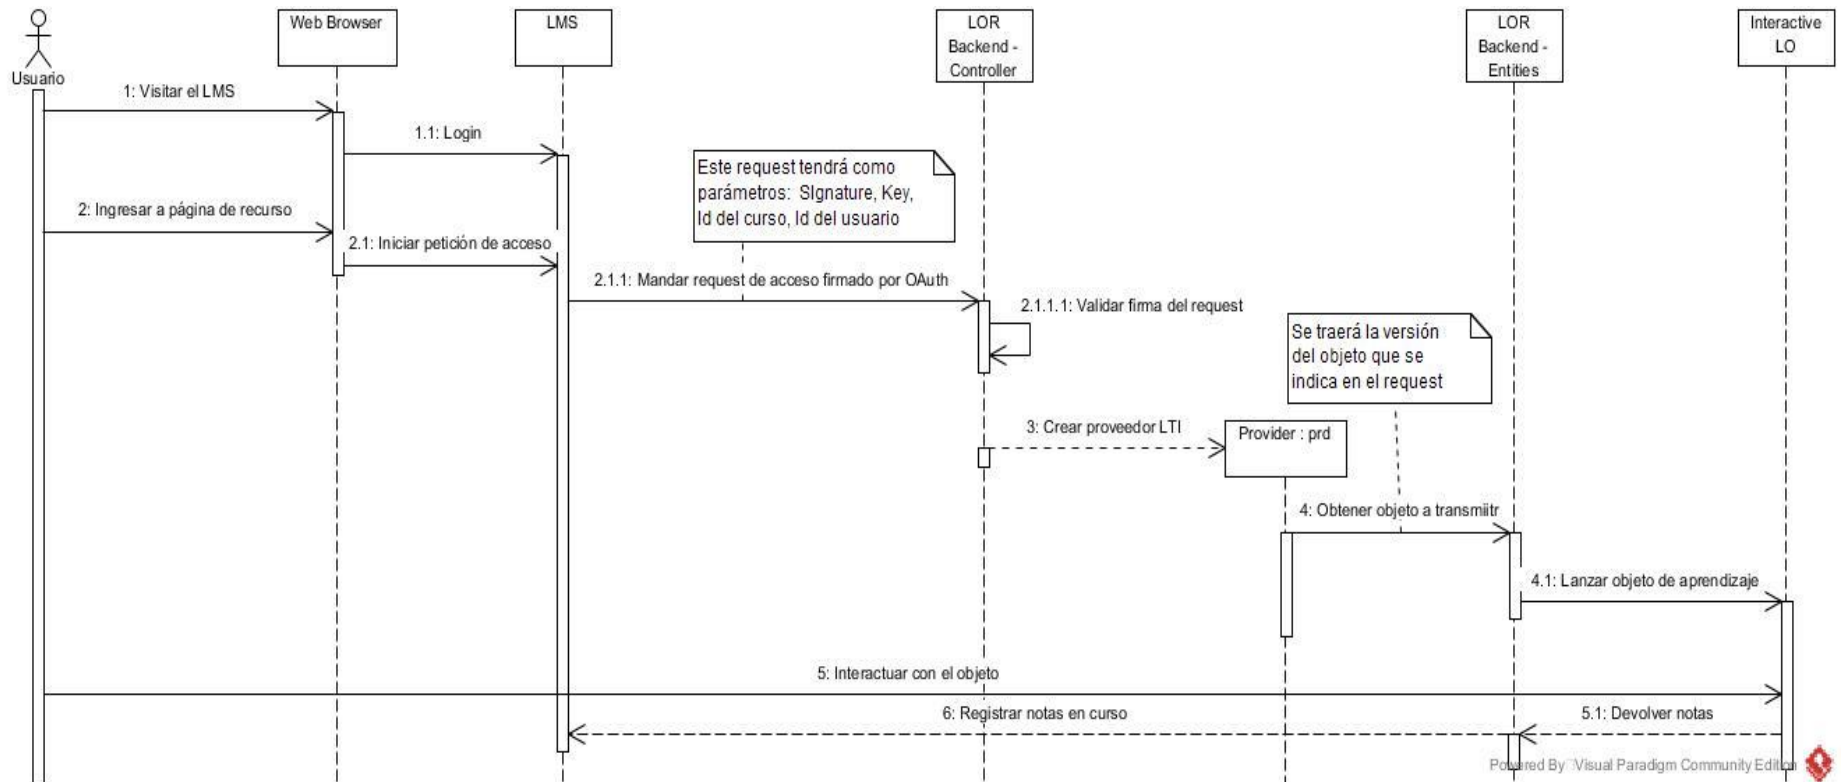 Usuario
Web Browser
LMS
LOR
Backend -
Controller
LOR
Backend -
Entities
Interactive
LO
1: Visitar el LMS
1.1: Login
Este request tendrá como
parámetros: SIgnature, Key,
Id del curso, Id del usuario
2: Ingresar a página de recurso
2.1: Iniciar petición de acceso
2.1.1: Mandar request de acceso firmado por OAuth
2.1.1.1: Validar firma del request
Se traerá la versión
del objeto que se
indica en el request
3: Crear proveedor LTI
Provider : prd
4: Obtener objeto a transmiitr
4.1: Lanzar objeto de aprendizaje
5: Interactuar con el objeto
6: Registrar notas en curso
5.1: Devolver notas
Powered By Visual Paradigm Community Edition